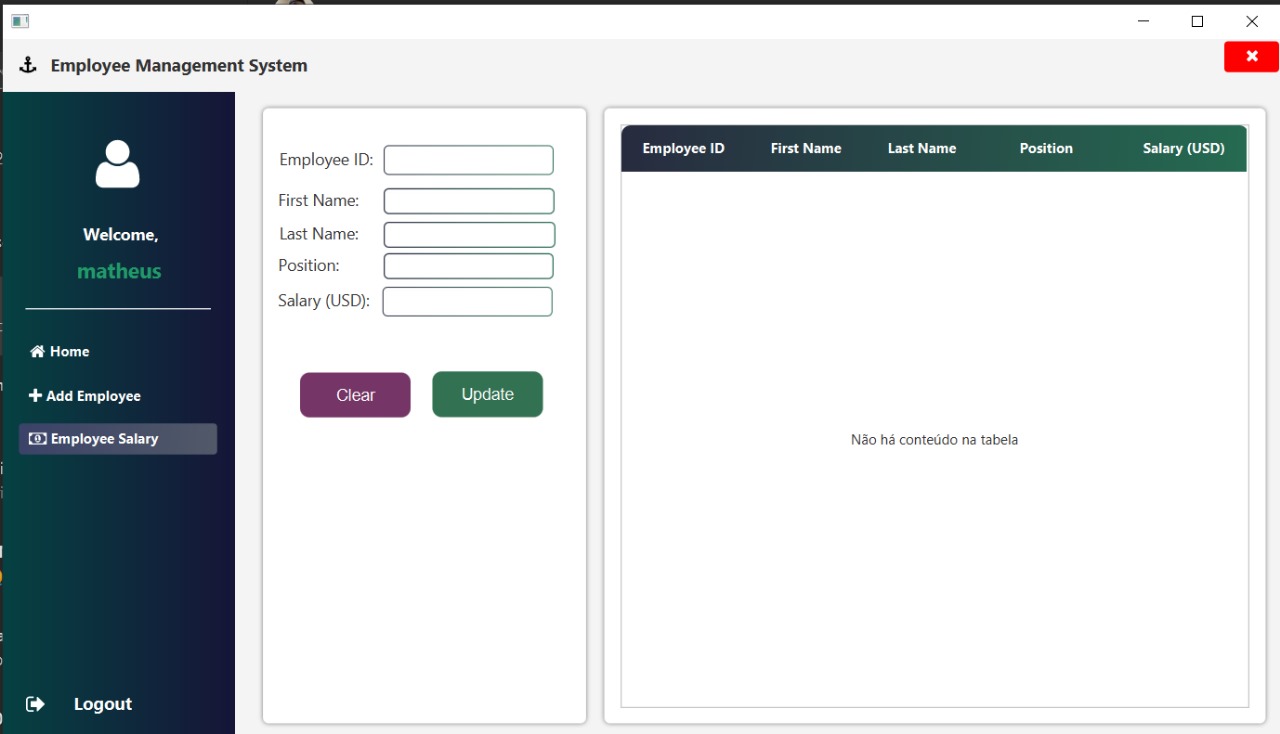 Employee Management System
Welcome,
matheus
Home
Add Employee
Employee Salary
Logout
Employee ID:
First Name:
Last Name:
Position:
Salary (USD):
Clear
Update
Employee ID First Name Last Name Position Salary (USD)
Não há conteúdo na tabela